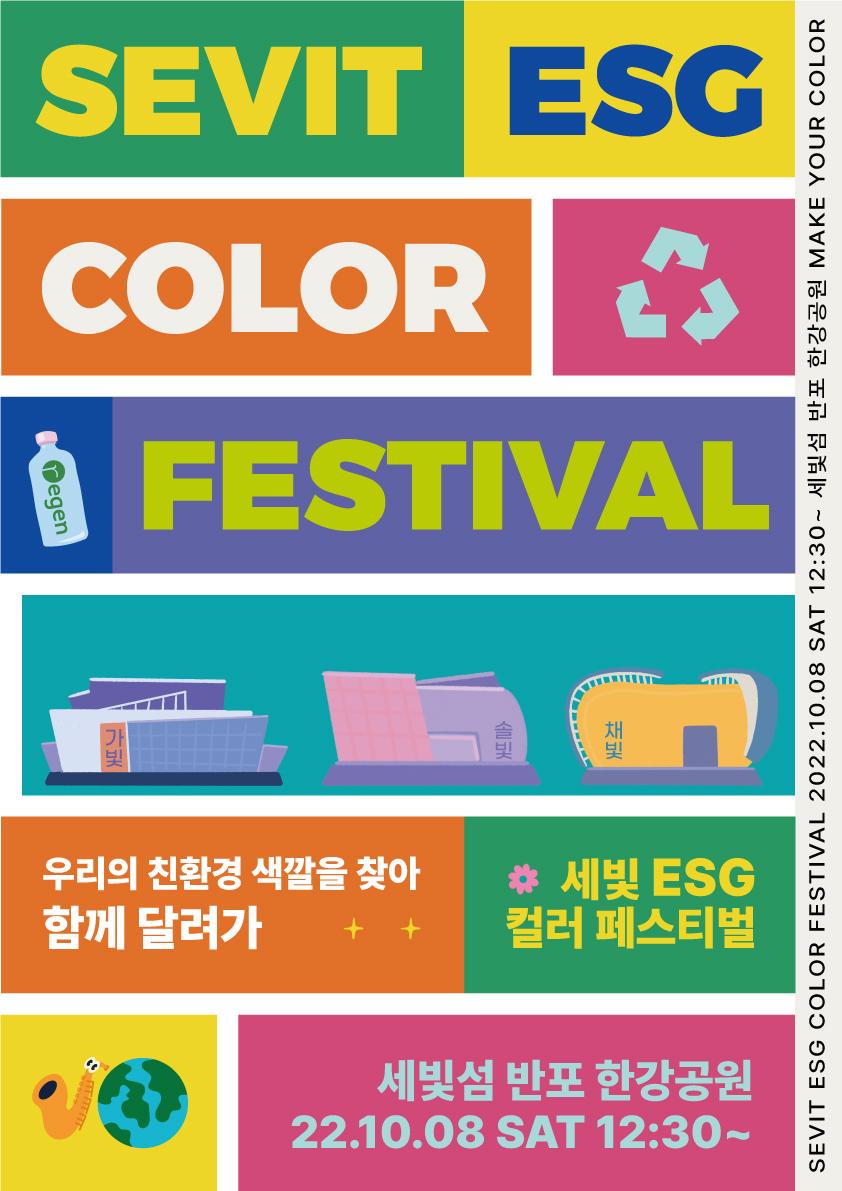 SEVIT ESG
COLOR
egen
FESTIVAL
가빛
솔빛
채빛
우리의 친환경 색깔을 찾아
함께 달려가
세빛 ESG
컬러 페스티벌
세빛섬 반포 한강공원
22.10.08 SAT 12:30~
SEVIT ESG COLOR FESTIVAL 2022.10.08 SAT 12:30~ 세빛섬 반포 한강공원 MAKE YOUR COLOR